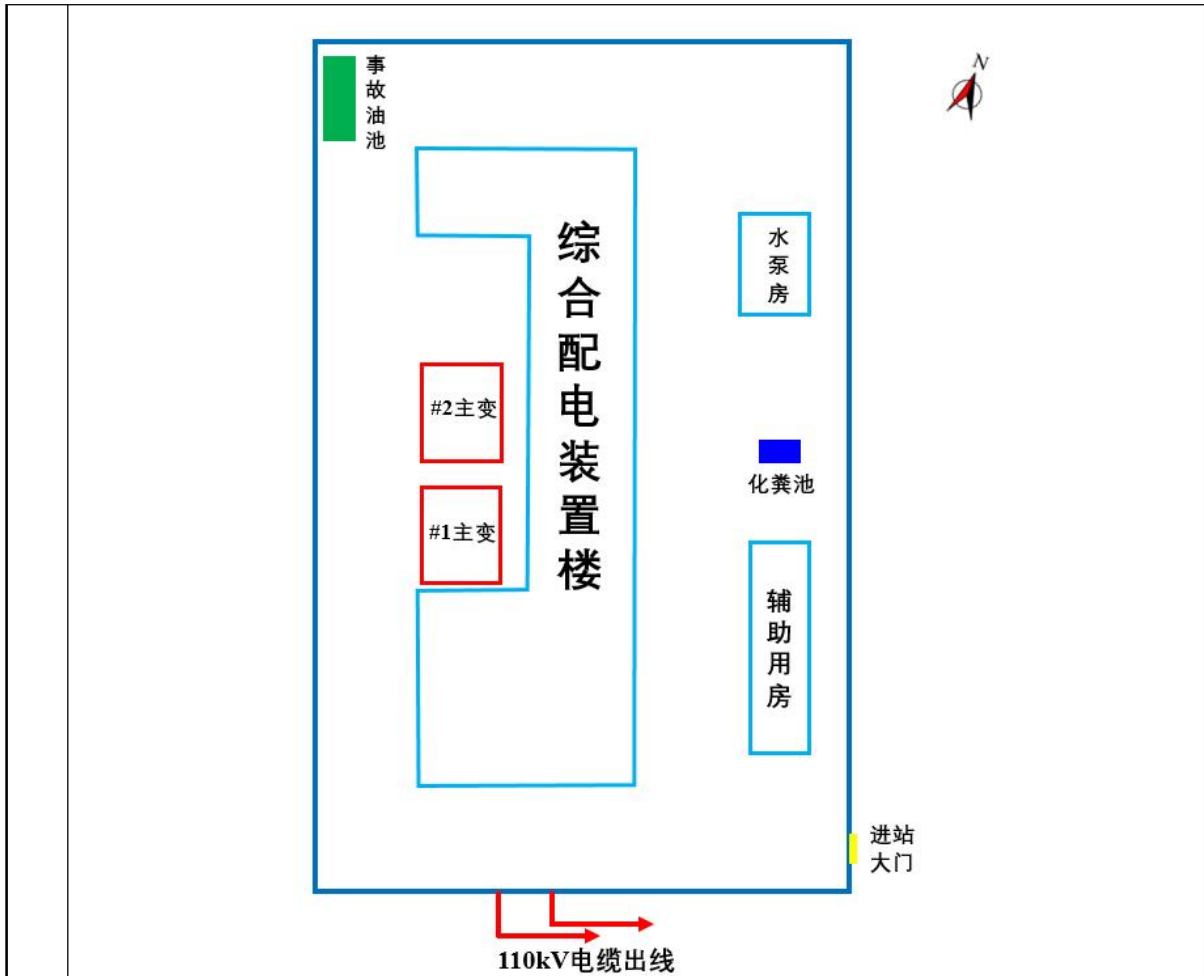 N
事故油池
综合配电装置楼
水泵房
#2主变
化粪池
#1主变
辅助用房
进站
大门
110kV电缆出线